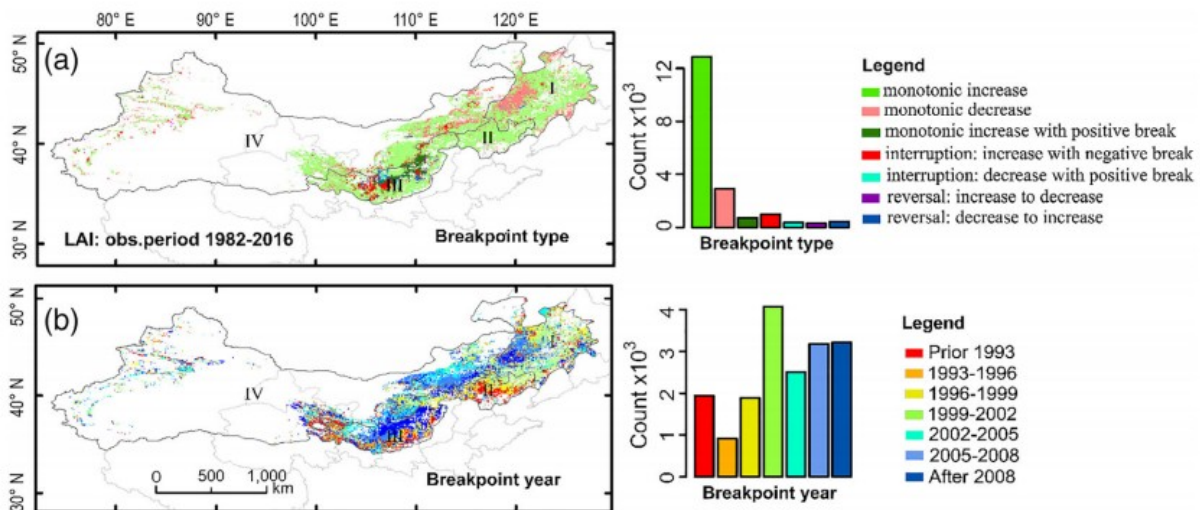 80° E 90° E 100° E 110° E 120° E
(a)
50° N
40° N
30° N
I
II
III
IV
LAI: obs.period 1982-2016
Breakpoint type
Count x10³
12
8
4
0
Breakpoint type
Legend
monotonic increase
monotonic decrease
monotonic increase with positive break
interruption: increase with negative break
interruption: decrease with positive break
reversal: increase to decrease
reversal: decrease to increase
(b)
50° N
40° N
30° N
I
II
III
IV
0 500 1,000
km
Breakpoint year
Count x10³
4
3
2
1
0
Breakpoint year
Legend
Prior 1993
1993-1996
1996-1999
1999-2002
2002-2005
2005-2008
After 2008